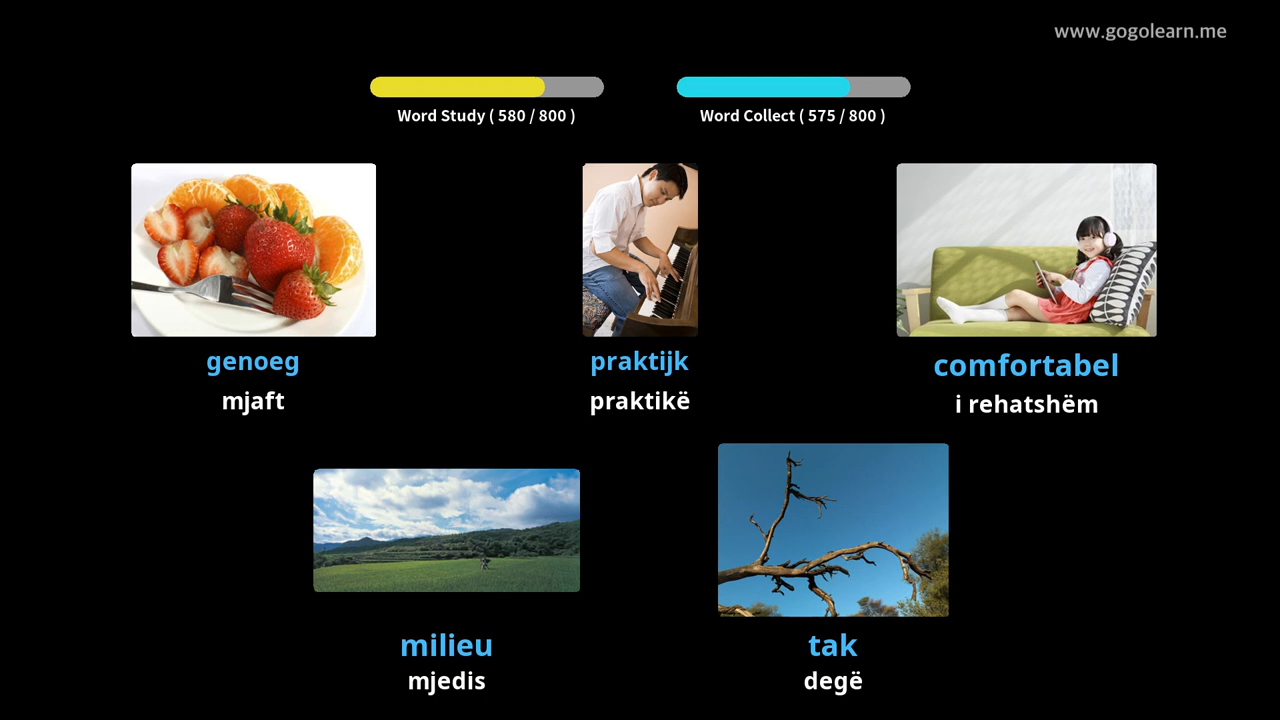 www.gogolearn.me
Word Study ( 580 / 800 )
Word Collect ( 575 / 800 )
genoeg
mjaft
praktijk
praktikë
comfortabel
i rehatshëm
milieu
mjedis
tak
degë